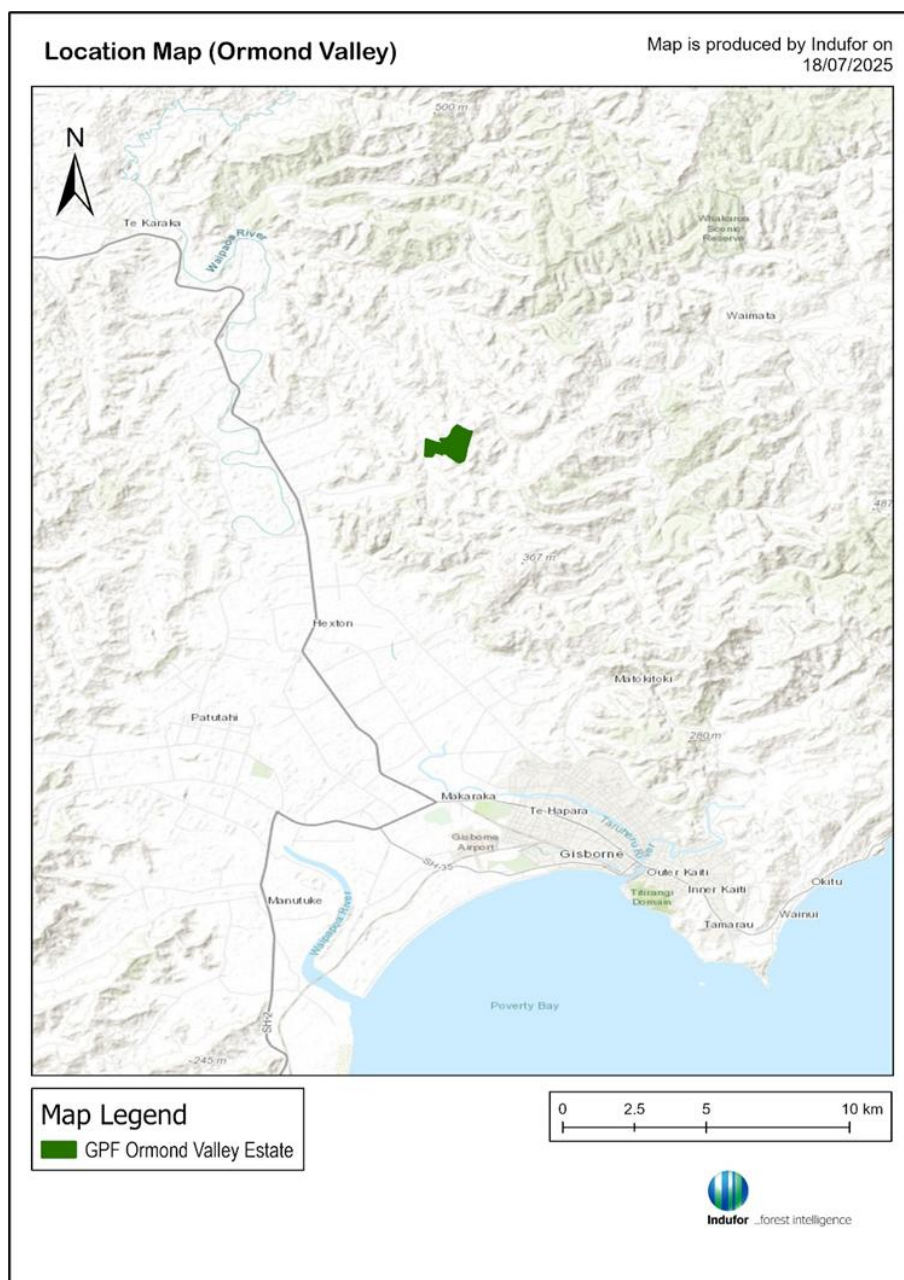 Location Map (Ormond Valley)
Map is produced by Indufor on
18/07/2025
500 m
N
Te Karaka
Waipaoa River
Whakaroa
Scenic
Reserve
Waimata
487
367 m
Hexton
Matokitoki
Patutahi
280 m
Makaraka
Te-Hapara
Taruheru River
Gisborne
Airport
Gisborne
SH-35
Outer Kaiti
Okitu
Inner Kaiti
Titirangi
Domain
Manutuke
Wainui
Tamarau
Waipaoa River
Poverty Bay
SH-2
245 m
Map Legend
GPF Ormond Valley Estate
0 2.5 5 10 km
Indufor ...forest intelligence